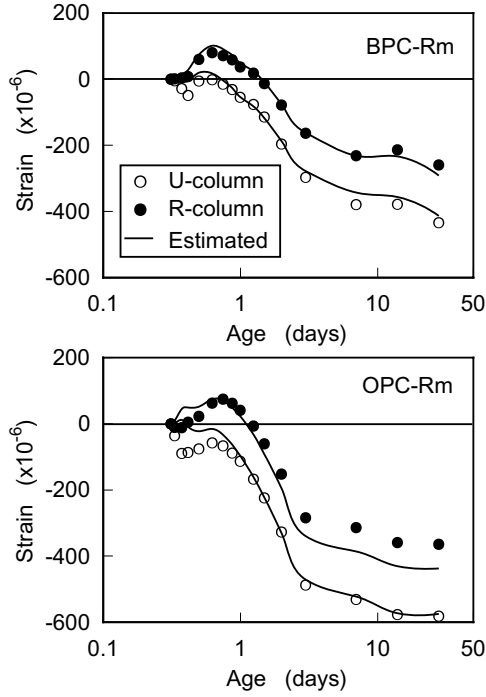 200
BPC-Rm
0
-200
-400
-600
Strain (x10-6)
U-column
R-column
Estimated
0.1
1
10
50
Age (days)
200
OPC-Rm
0
-200
-400
-600
Strain (x10-6)
0.1
1
10
50
Age (days)